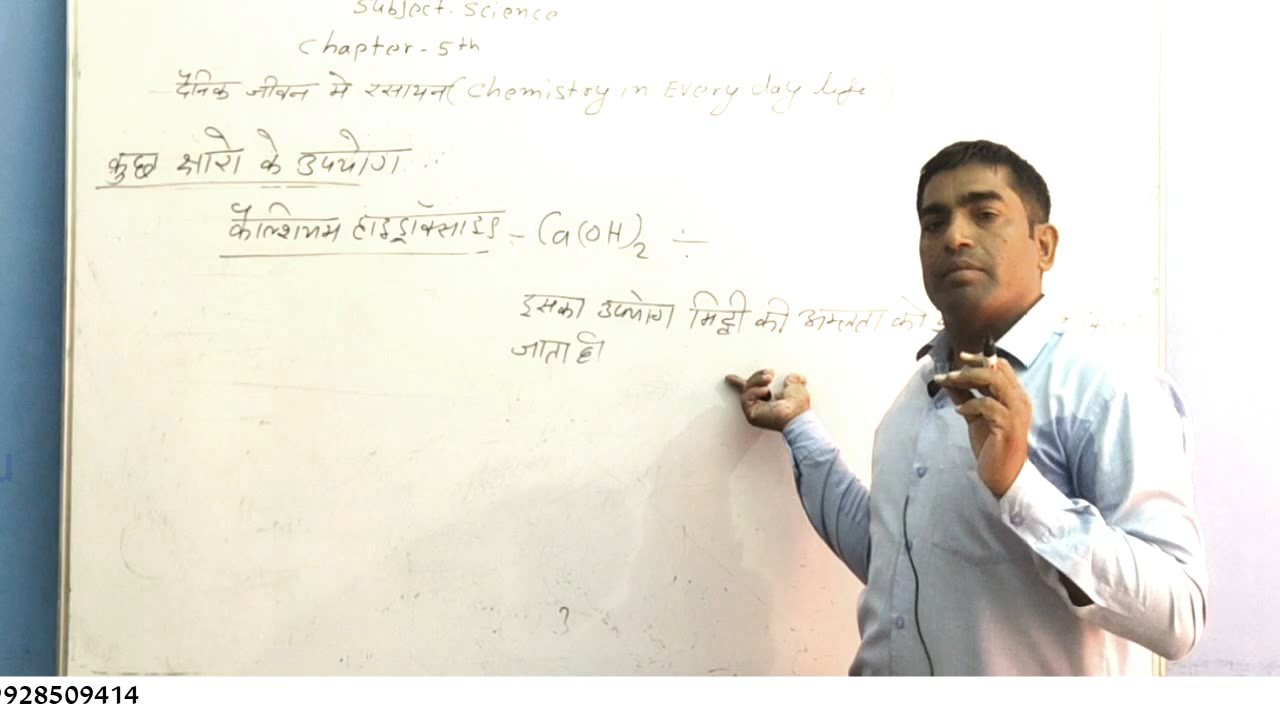 Subject. Science
Chapter - 5th
दैनिक जीवन मे रसायन (Chemistry in Every day life)
कुछ क्षारो के उपयोग :-
कैल्शियम हाइड्रॉक्साइड - Ca(OH)2 ÷
इसका उपयोग मिट्टी की अम्लता को
जाता है।
9928509414